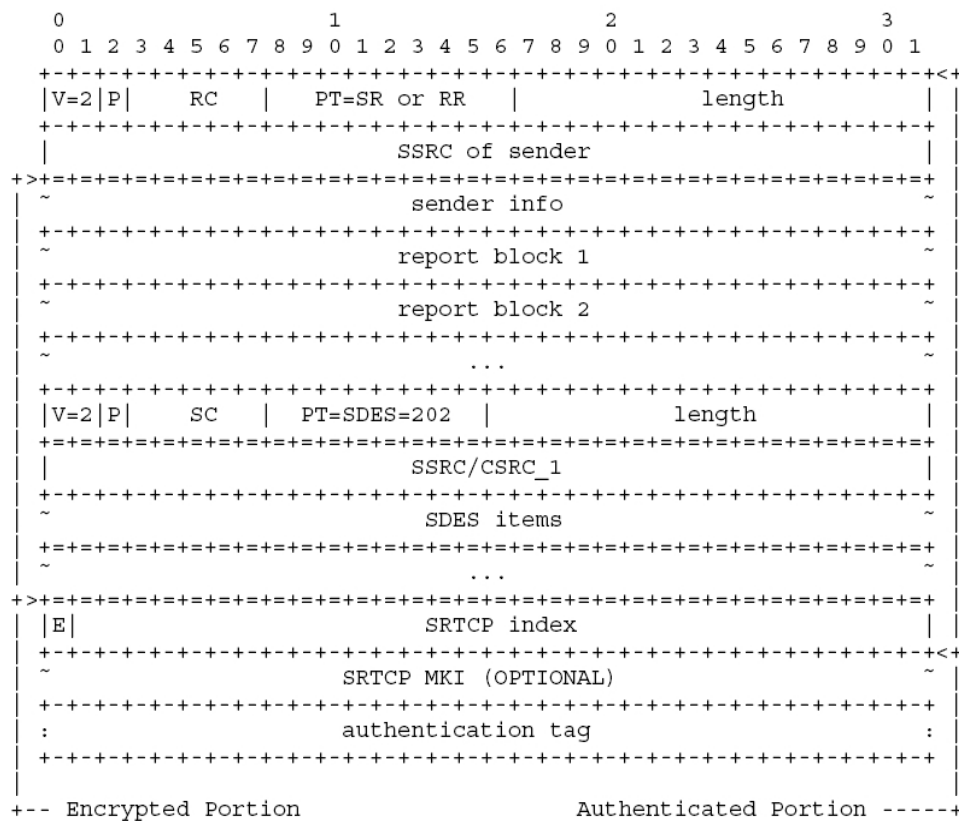 0 1 2 3
0 1 2 3 4 5 6 7 8 9 0 1 2 3 4 5 6 7 8 9 0 1 2 3 4 5 6 7 8 9 0 1
+-+-+-+-+-+-+-+-+-+-+-+-+-+-+-+-+-+-+-+-+-+-+-+-+-+-+-+-+-+-+-+-+<+
|V=2|P| RC | PT=SR or RR | length | |
+-+-+-+-+-+-+-+-+-+-+-+-+-+-+-+-+-+-+-+-+-+-+-+-+-+-+-+-+-+-+-+-+ |
| SSRC of sender | |
+>+=+=+=+=+=+=+=+=+=+=+=+=+=+=+=+=+=+=+=+=+=+=+=+=+=+=+=+=+=+=+=+=+ |
| ~ sender info ~ |
| +-+-+-+-+-+-+-+-+-+-+-+-+-+-+-+-+-+-+-+-+-+-+-+-+-+-+-+-+-+-+-+-+ |
| ~ report block 1 ~ |
| +-+-+-+-+-+-+-+-+-+-+-+-+-+-+-+-+-+-+-+-+-+-+-+-+-+-+-+-+-+-+-+-+ |
| ~ report block 2 ~ |
| +-+-+-+-+-+-+-+-+-+-+-+-+-+-+-+-+-+-+-+-+-+-+-+-+-+-+-+-+-+-+-+-+ |
| ~ ... ~ |
| +-+-+-+-+-+-+-+-+-+-+-+-+-+-+-+-+-+-+-+-+-+-+-+-+-+-+-+-+-+-+-+-+ |
| |V=2|P| SC | PT=SDES=202 | length | |
| +=+=+=+=+=+=+=+=+=+=+=+=+=+=+=+=+=+=+=+=+=+=+=+=+=+=+=+=+=+=+=+=+ |
| | SSRC/CSRC_1 | |
| +-+-+-+-+-+-+-+-+-+-+-+-+-+-+-+-+-+-+-+-+-+-+-+-+-+-+-+-+-+-+-+-+ |
| ~ SDES items ~ |
| +=+=+=+=+=+=+=+=+=+=+=+=+=+=+=+=+=+=+=+=+=+=+=+=+=+=+=+=+=+=+=+=+ |
| ~ ... ~ |
+>+=+=+=+=+=+=+=+=+=+=+=+=+=+=+=+=+=+=+=+=+=+=+=+=+=+=+=+=+=+=+=+=+ |
| |E| SRTCP index | |
| +-+-+-+-+-+-+-+-+-+-+-+-+-+-+-+-+-+-+-+-+-+-+-+-+-+-+-+-+-+-+-+-+<+
| ~ SRTCP MKI (OPTIONAL) ~ |
| +-+-+-+-+-+-+-+-+-+-+-+-+-+-+-+-+-+-+-+-+-+-+-+-+-+-+-+-+-+-+-+-+ |
| : authentication tag : |
| +-+-+-+-+-+-+-+-+-+-+-+-+-+-+-+-+-+-+-+-+-+-+-+-+-+-+-+-+-+-+-+-+ |
| |
+-- Encrypted Portion Authenticated Portion -----+